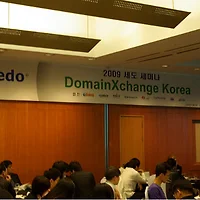 edo®
2009 세도 세미나
DomainXchange Korea